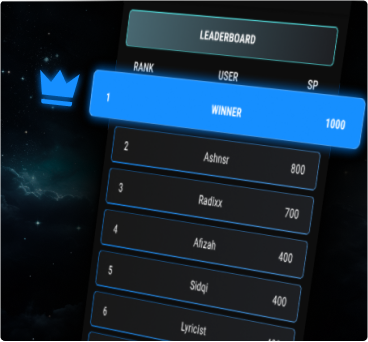 LEADERBOARD
RANK USER SP
1 WINNER 1000
2 Ashnsr 800
3 Radixx 700
4 Afizah 400
5 Sidqi 400
6 Lyricist